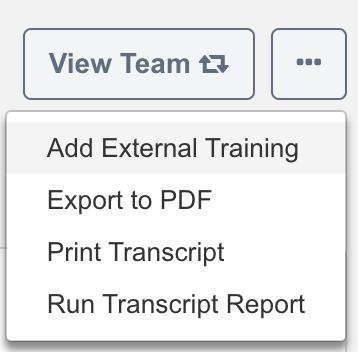 View Team
...
Add External Training
Export to PDF
Print Transcript
Run Transcript Report